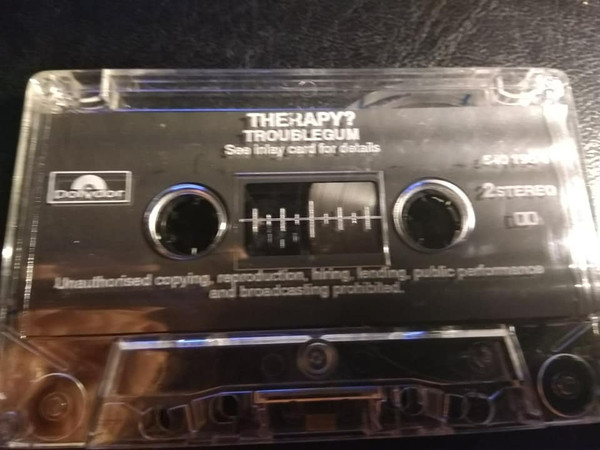 THERAPY?
TROUBLEGUM
See inlay card for details
polydor
2 STEREO
Unauthorised copying, reproduction, hiring, lending, public performance
and broadcasting prohibited.